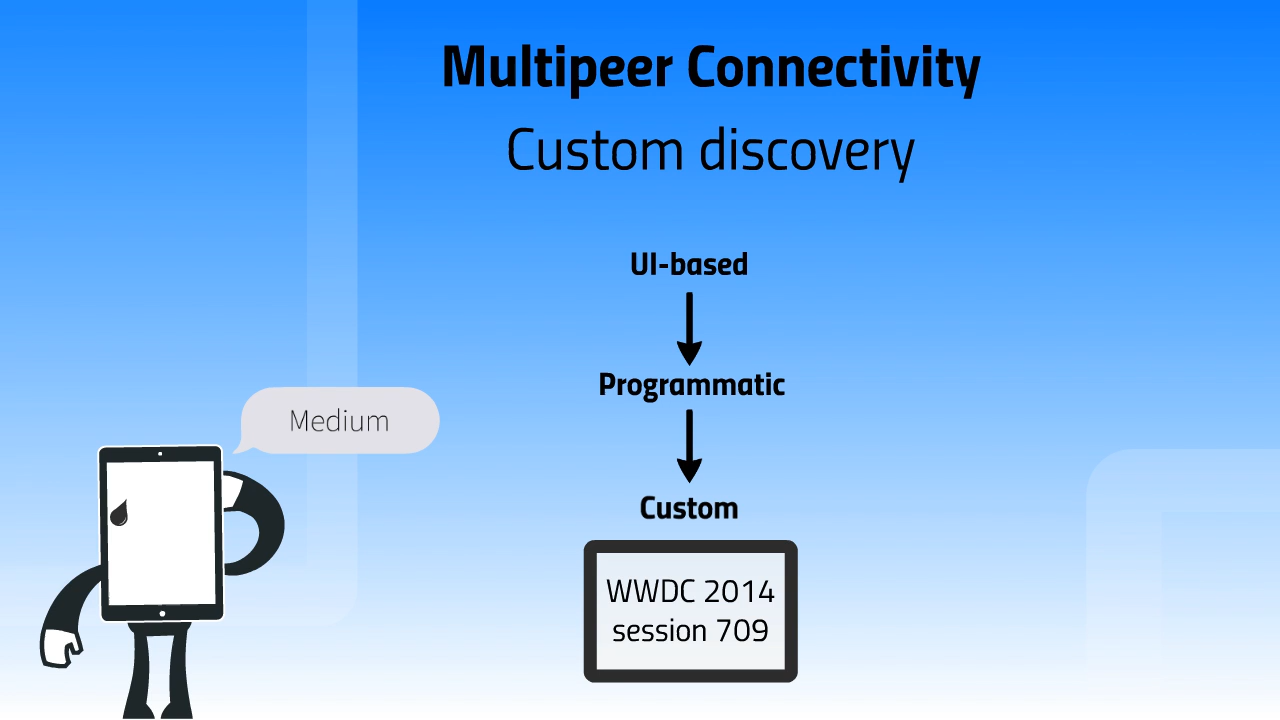 Multipeer Connectivity
Custom discovery
UI-based
Programmatic
Medium
Custom
WWDC 2014
session 709